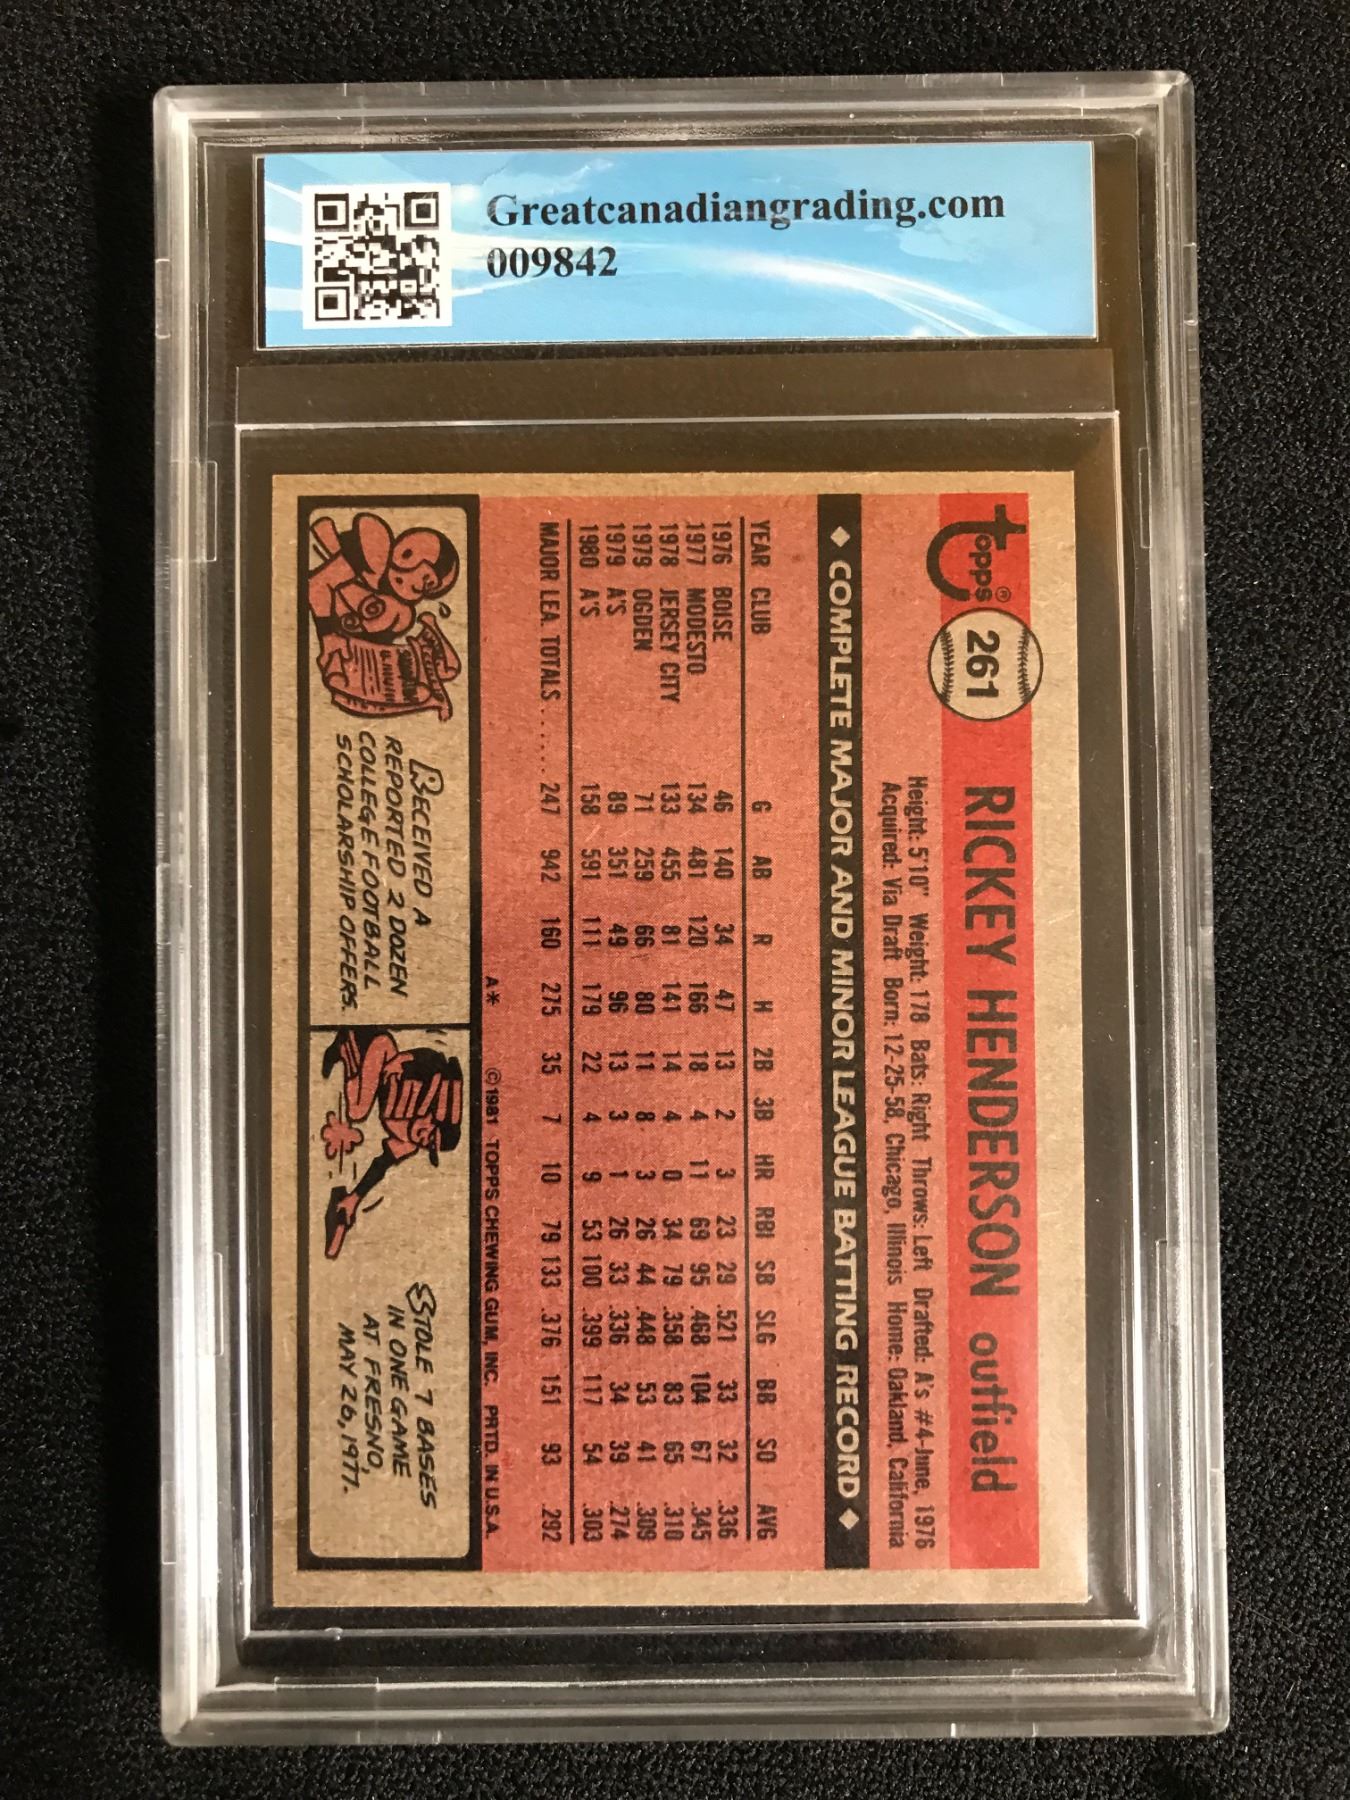 Greatcanadiangrading.com
009842
Topps® 261 RICKEY HENDERSON outfield
Height: 5'10" Weight: 178 Bats: Right Throws: Left Drafted: A's #4-June, 1976
Acquired: Via Draft Born: 12-25-58, Chicago, Illinois Home: Oakland, California
◆ COMPLETE MAJOR AND MINOR LEAGUE BATTING RECORD ◆
YEAR CLUB G AB R H 2B 3B HR RBI SB SLG BB SO AVG
1976 BOISE 46 140 34 47 13 2 3 23 29 .521 33 32 .336
1977 MODESTO 134 481 120 166 18 4 11 69 95 .468 104 67 .345
1978 JERSEY CITY 133 455 81 141 14 4 0 34 79 .358 83 65 .310
1979 OGDEN 71 259 66 80 11 8 3 26 44 .448 53 41 .309
1979 A'S 89 351 49 96 13 3 1 26 33 .336 34 39 .274
1980 A'S 158 591 111 179 22 4 9 53 100 .399 117 54 .303
MAJOR LEA. TOTALS...... 247 942 160 275 35 7 10 79 133 .376 151 93 .292
A* © 1981 TOPPS CHEWING GUM, INC. PRTD. IN U.S.A.
RECEIVED A
REPORTED 2 DOZEN
COLLEGE FOOTBALL
SCHOLARSHIP OFFERS.
STOLE 7 BASES
IN ONE GAME
AT FRESNO,
MAY 26, 1977.